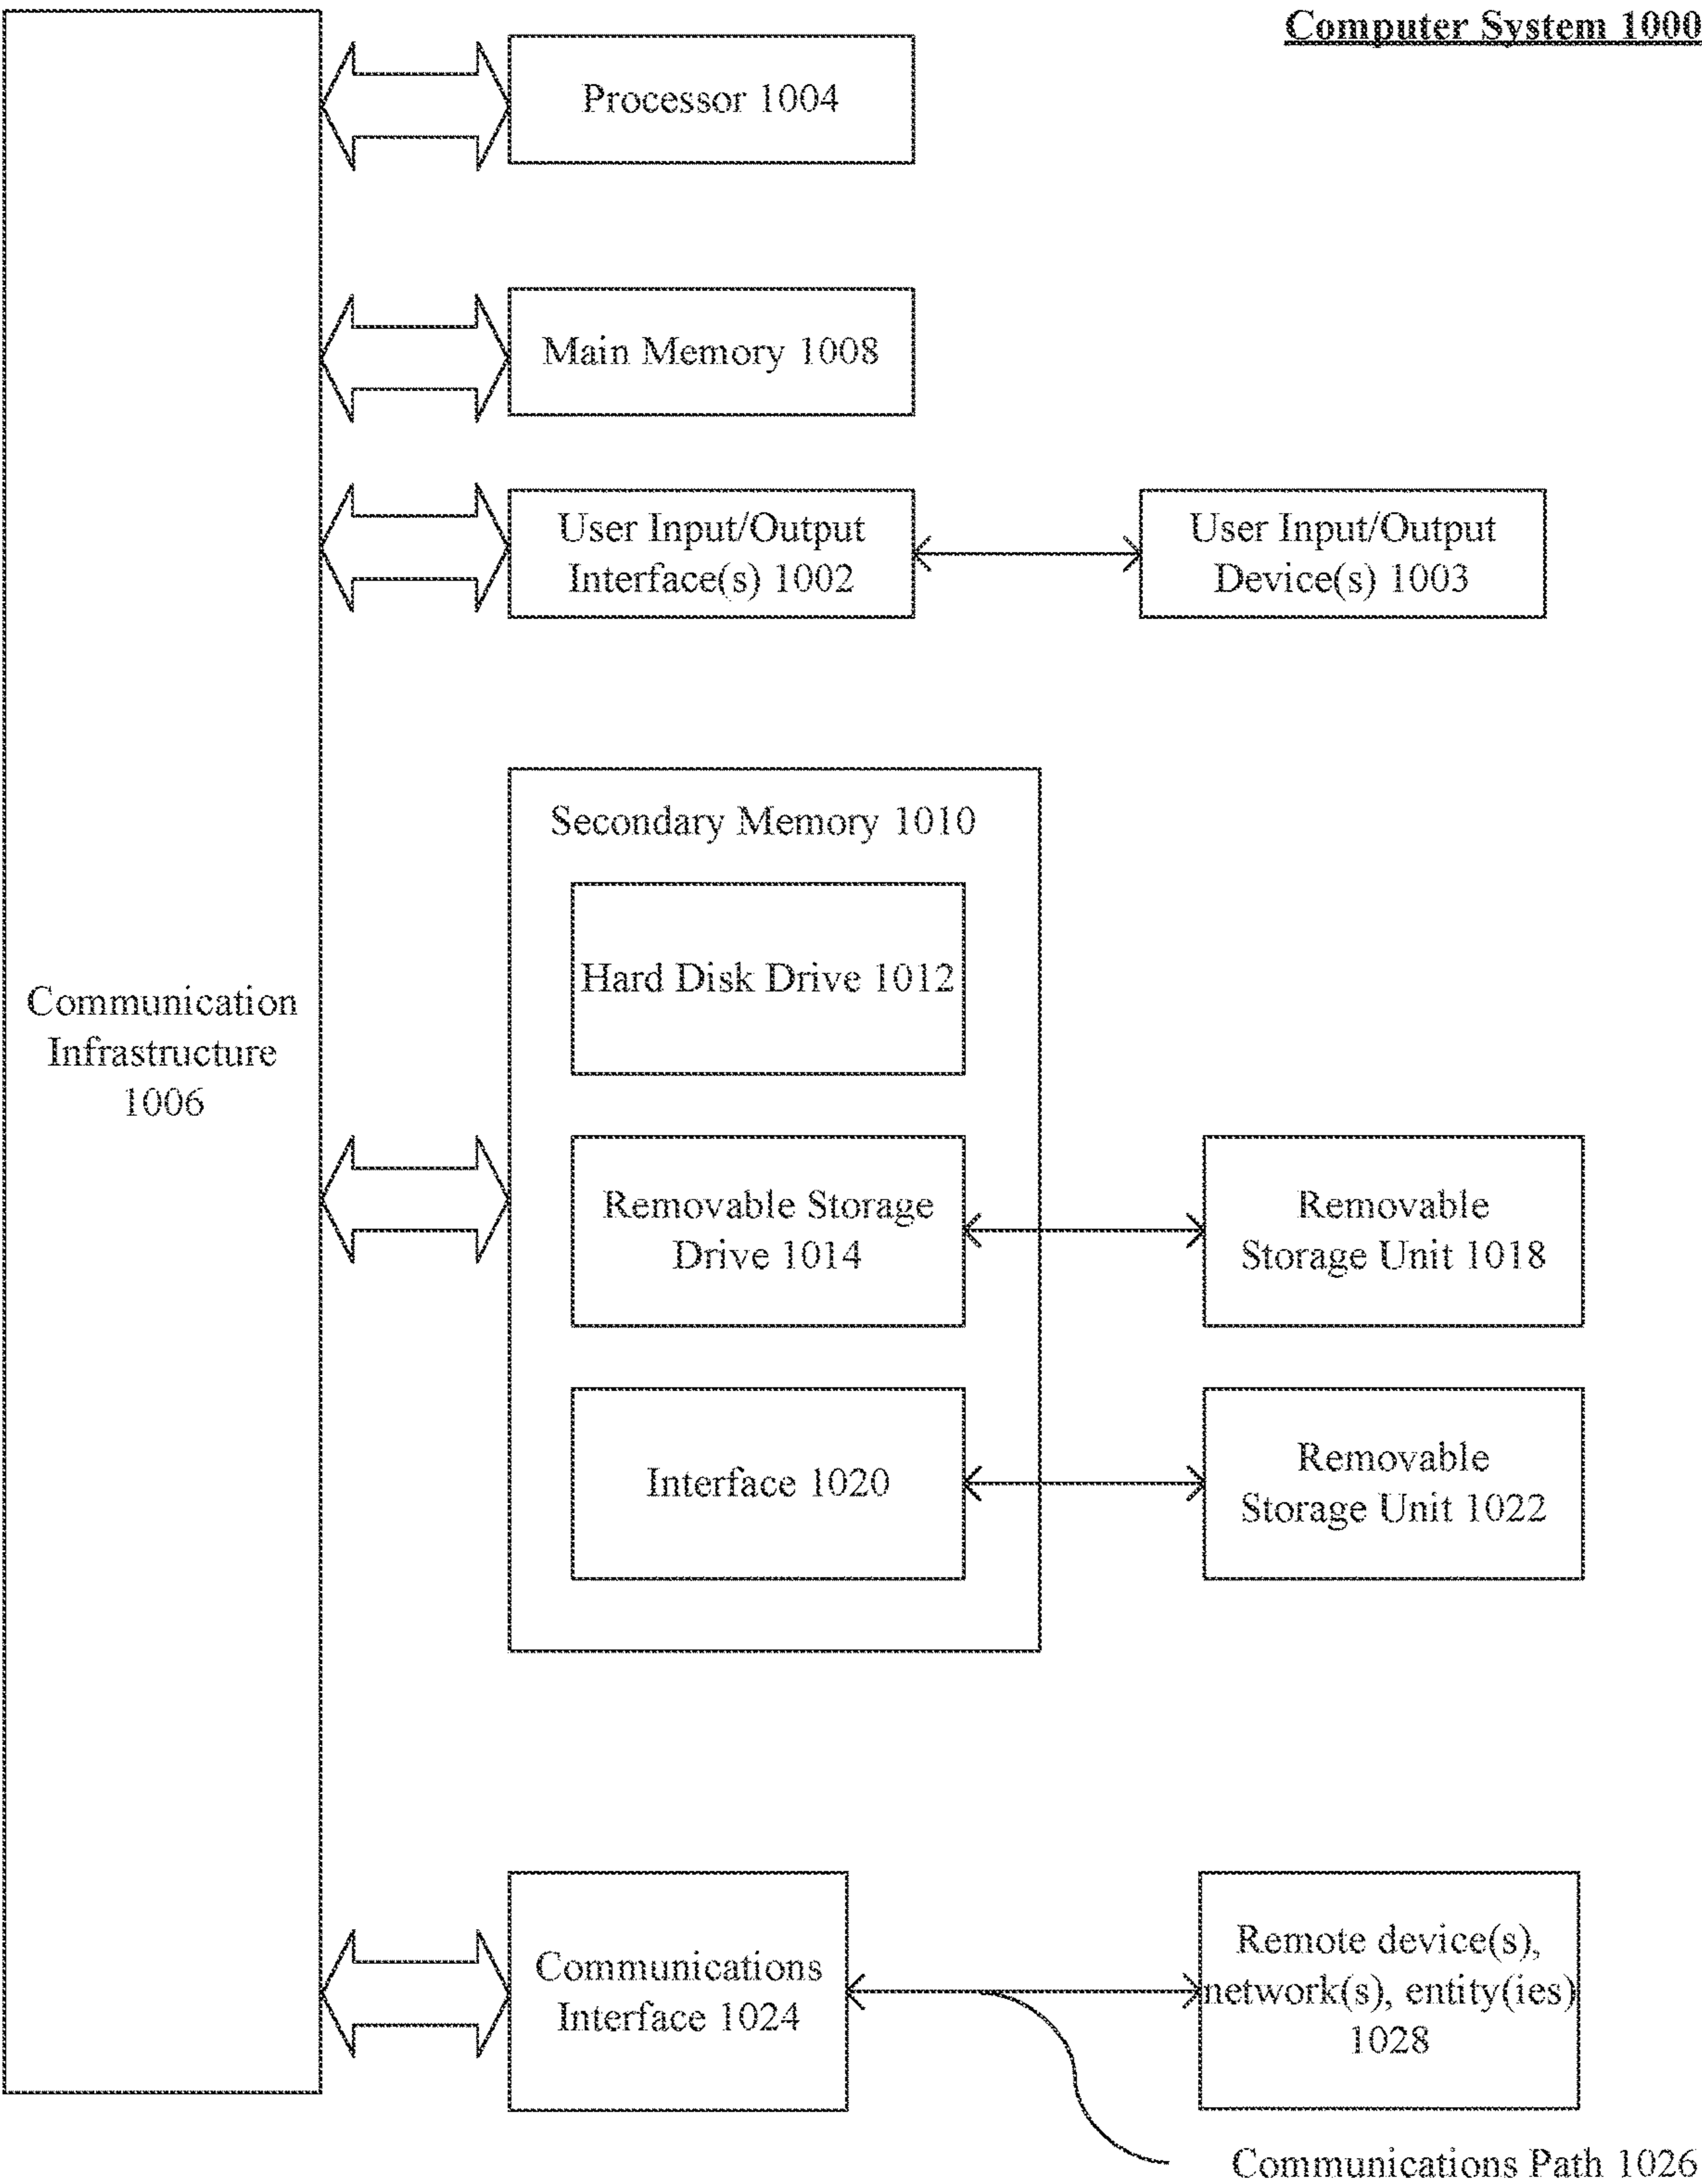 Computer System 1000
Processor 1004
Main Memory 1008
User Input/Output
Interface(s) 1002
User Input/Output
Device(s) 1003
Secondary Memory 1010
Hard Disk Drive 1012
Communication
Infrastructure
1006
Removable Storage
Drive 1014
Removable
Storage Unit 1018
Interface 1020
Removable
Storage Unit 1022
Communications
Interface 1024
Remote device(s),
network(s), entity(ies)
1028
Communications Path 1026